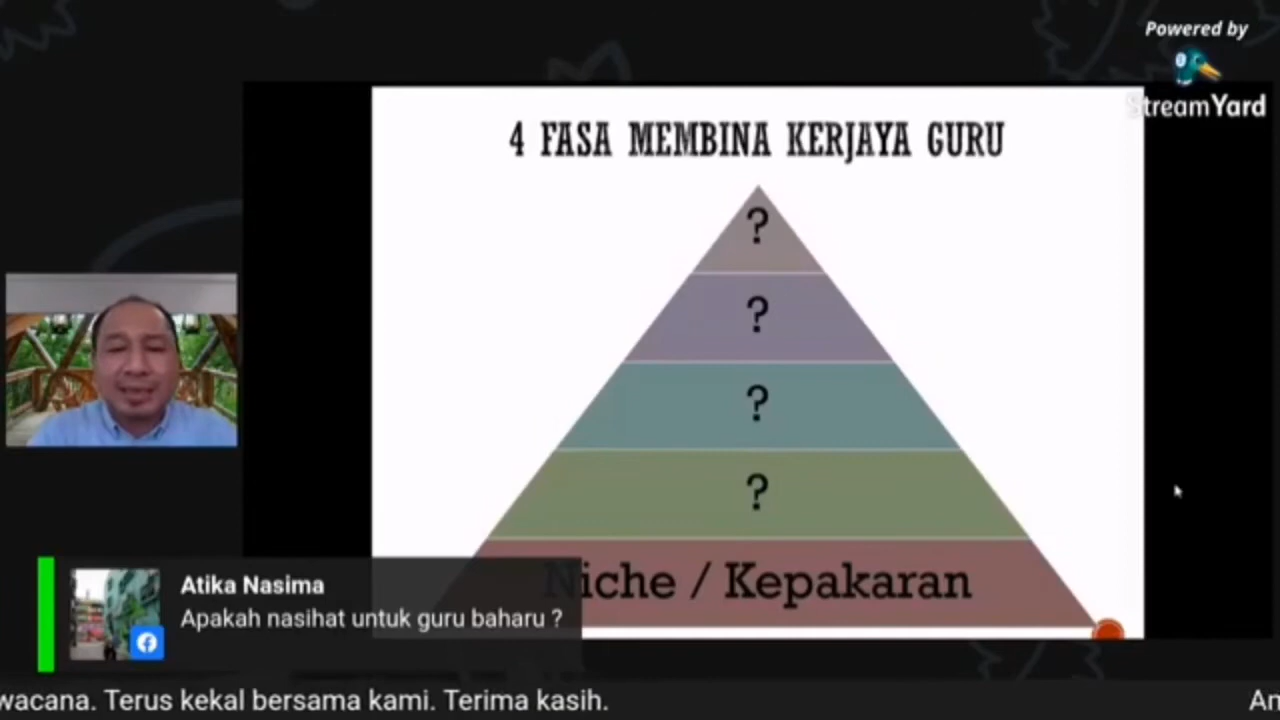 Powered by
StreamYard
4 FASA MEMBINA KERJAYA GURU
?
?
?
?
Niche / Kepakaran
Atika Nasima
Apakah nasihat untuk guru baharu ?
wacana. Terus kekal bersama kami. Terima kasih.
An